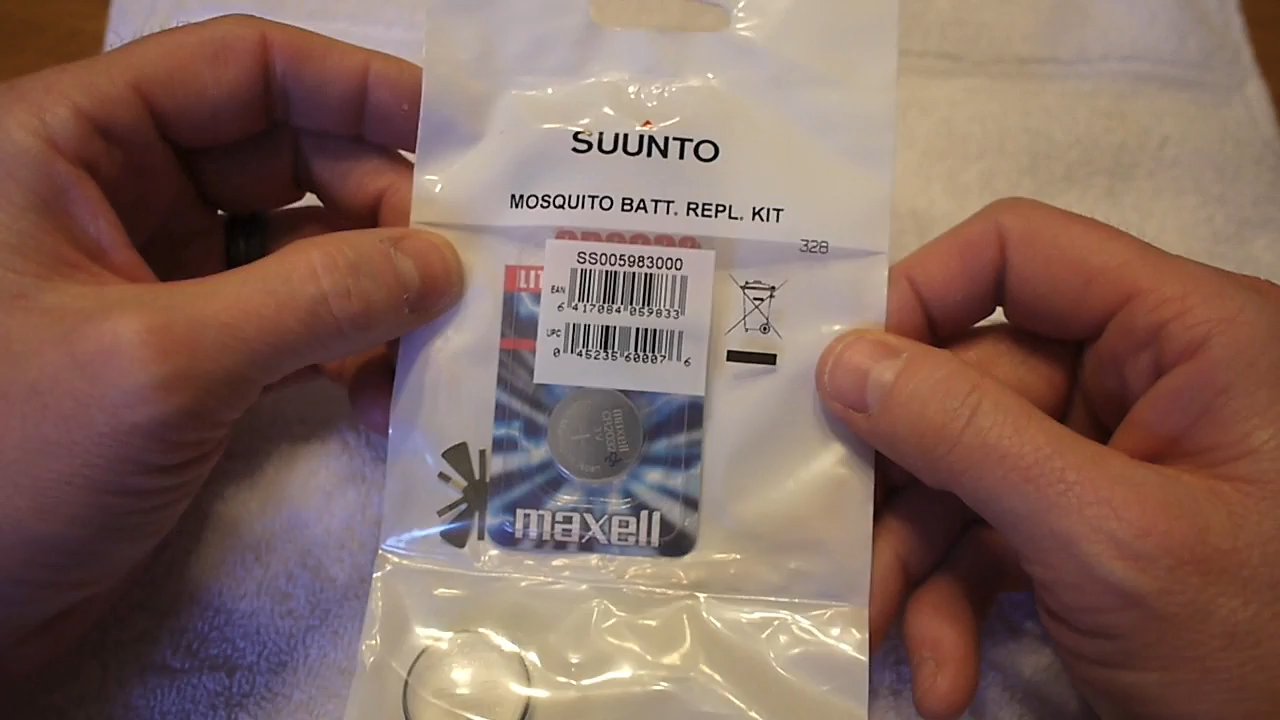 SUUNTO
MOSQUITO BATT. REPL. KIT
328
SS005983000
LIT
EAN
6 417084 059833
UPC
0 45235 60007 6
maxell
CR2032
3V
maxell